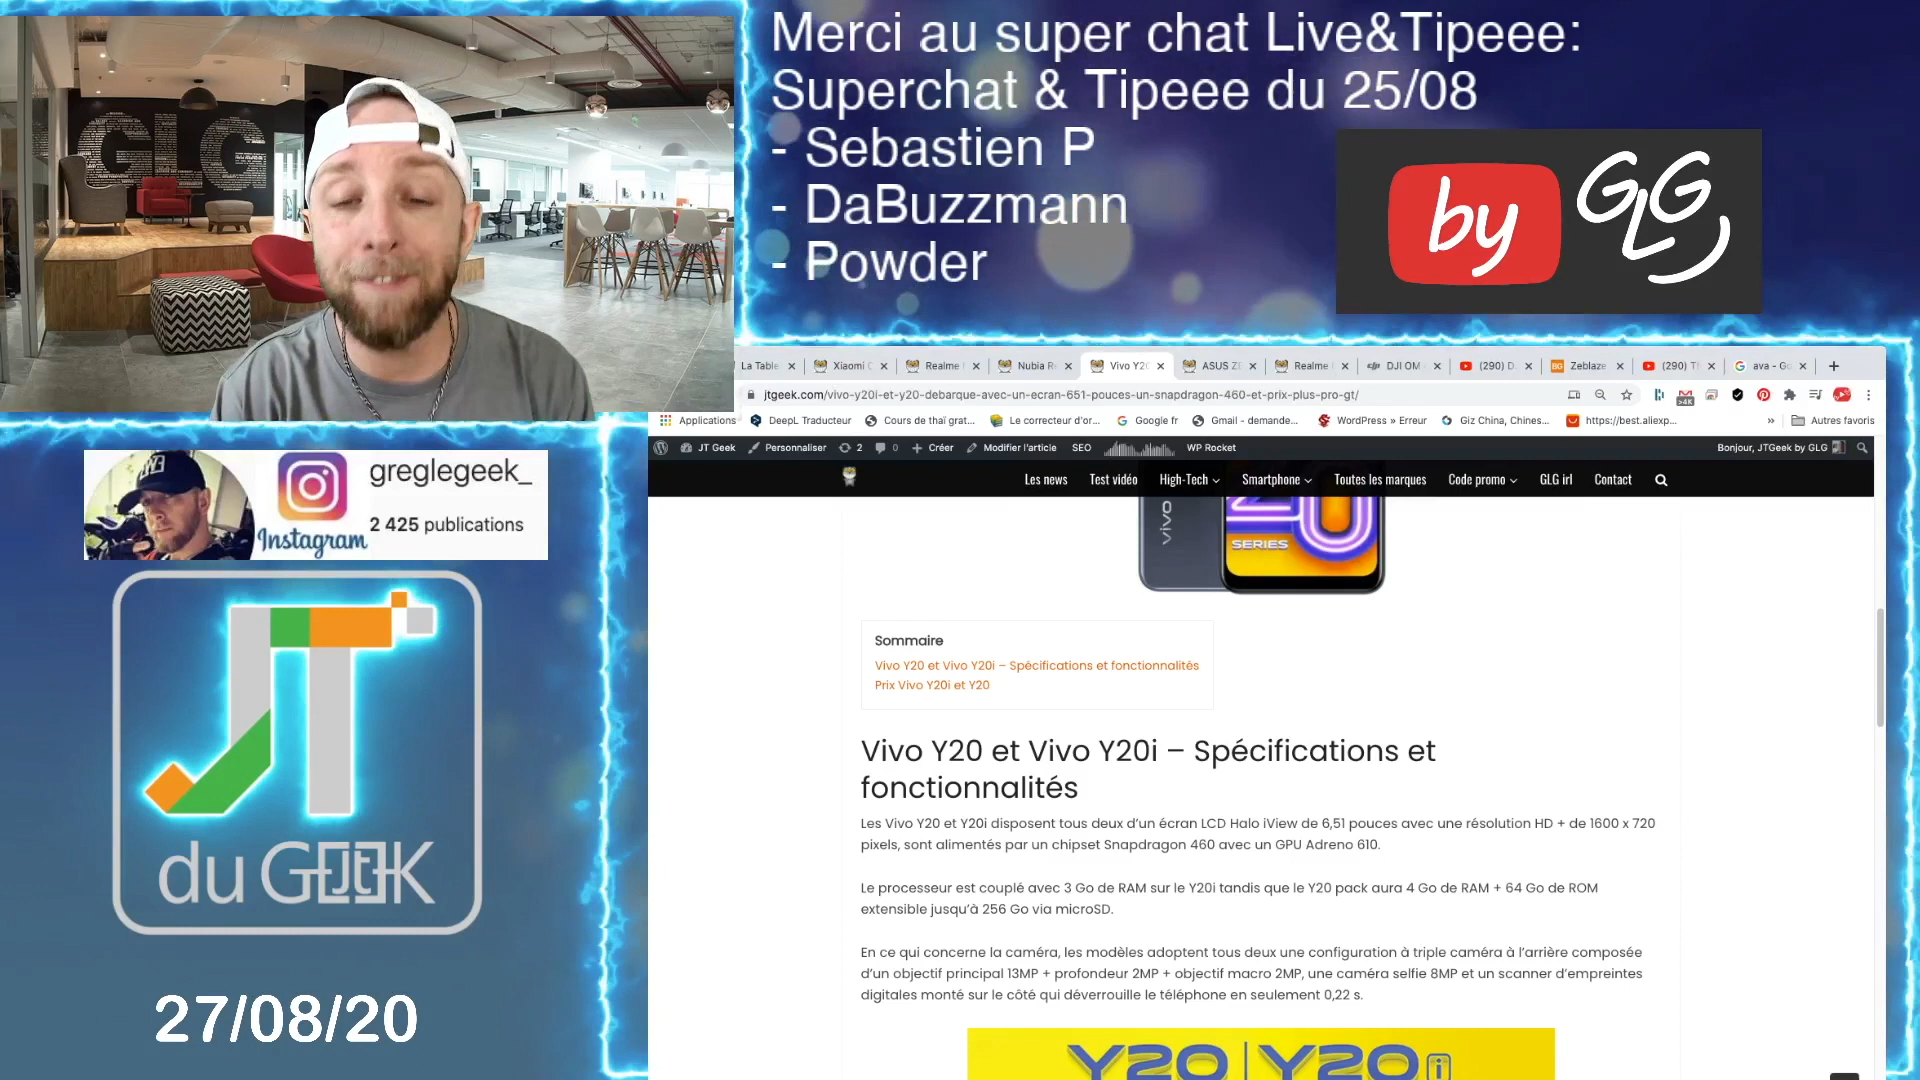 Merci au super chat Live&Tipeee:
Superchat & Tipeee du 25/08
- Sebastien P
- DaBuzzmann
- Powder
by GLG
GLG
greglegeek_
2 425 publications
Instagram
JT
du GEEK
27/08/20
La Table
Xiaomi
Realme
Nubia R
Vivo Y20
ASUS Z
Realme
DJI OM
(290) D
Zeblaze
(290) T
ava - Go
jtgeek.com/vivo-y20i-et-y20-debarque-avec-un-ecran-651-pouces-un-snapdragon-460-et-prix-plus-pro-gt/
Applications
DeepL Traducteur
Cours de thaï grat...
Le correcteur d'or...
Google fr
Gmail - demande...
WordPress » Erreur
Giz China, Chines...
https://best.aliexp...
»
Autres favoris
JT Geek
Personnaliser
2
0
Créer
Modifier l'article
SEO
WP Rocket
Bonjour, JTGeek by GLG
Les news
Test vidéo
High-Tech
Smartphone
Toutes les marques
Code promo
GLG irl
Contact
vivo
20
SERIES
Sommaire
Vivo Y20 et Vivo Y20i – Spécifications et fonctionnalités
Prix Vivo Y20i et Y20
Vivo Y20 et Vivo Y20i – Spécifications et
fonctionnalités
Les Vivo Y20 et Y20i disposent tous deux d'un écran LCD Halo iView de 6,51 pouces avec une résolution HD + de 1600 x 720
pixels, sont alimentés par un chipset Snapdragon 460 avec un GPU Adreno 610.
Le processeur est couplé avec 3 Go de RAM sur le Y20i tandis que le Y20 pack aura 4 Go de RAM + 64 Go de ROM
extensible jusqu'à 256 Go via microSD.
En ce qui concerne la caméra, les modèles adoptent tous deux une configuration à triple caméra à l'arrière composée
d'un objectif principal 13MP + profondeur 2MP + objectif macro 2MP, une caméra selfie 8MP et un scanner d'empreintes
digitales monté sur le côté qui déverrouille le téléphone en seulement 0,22 s.
Y20 | Y20i